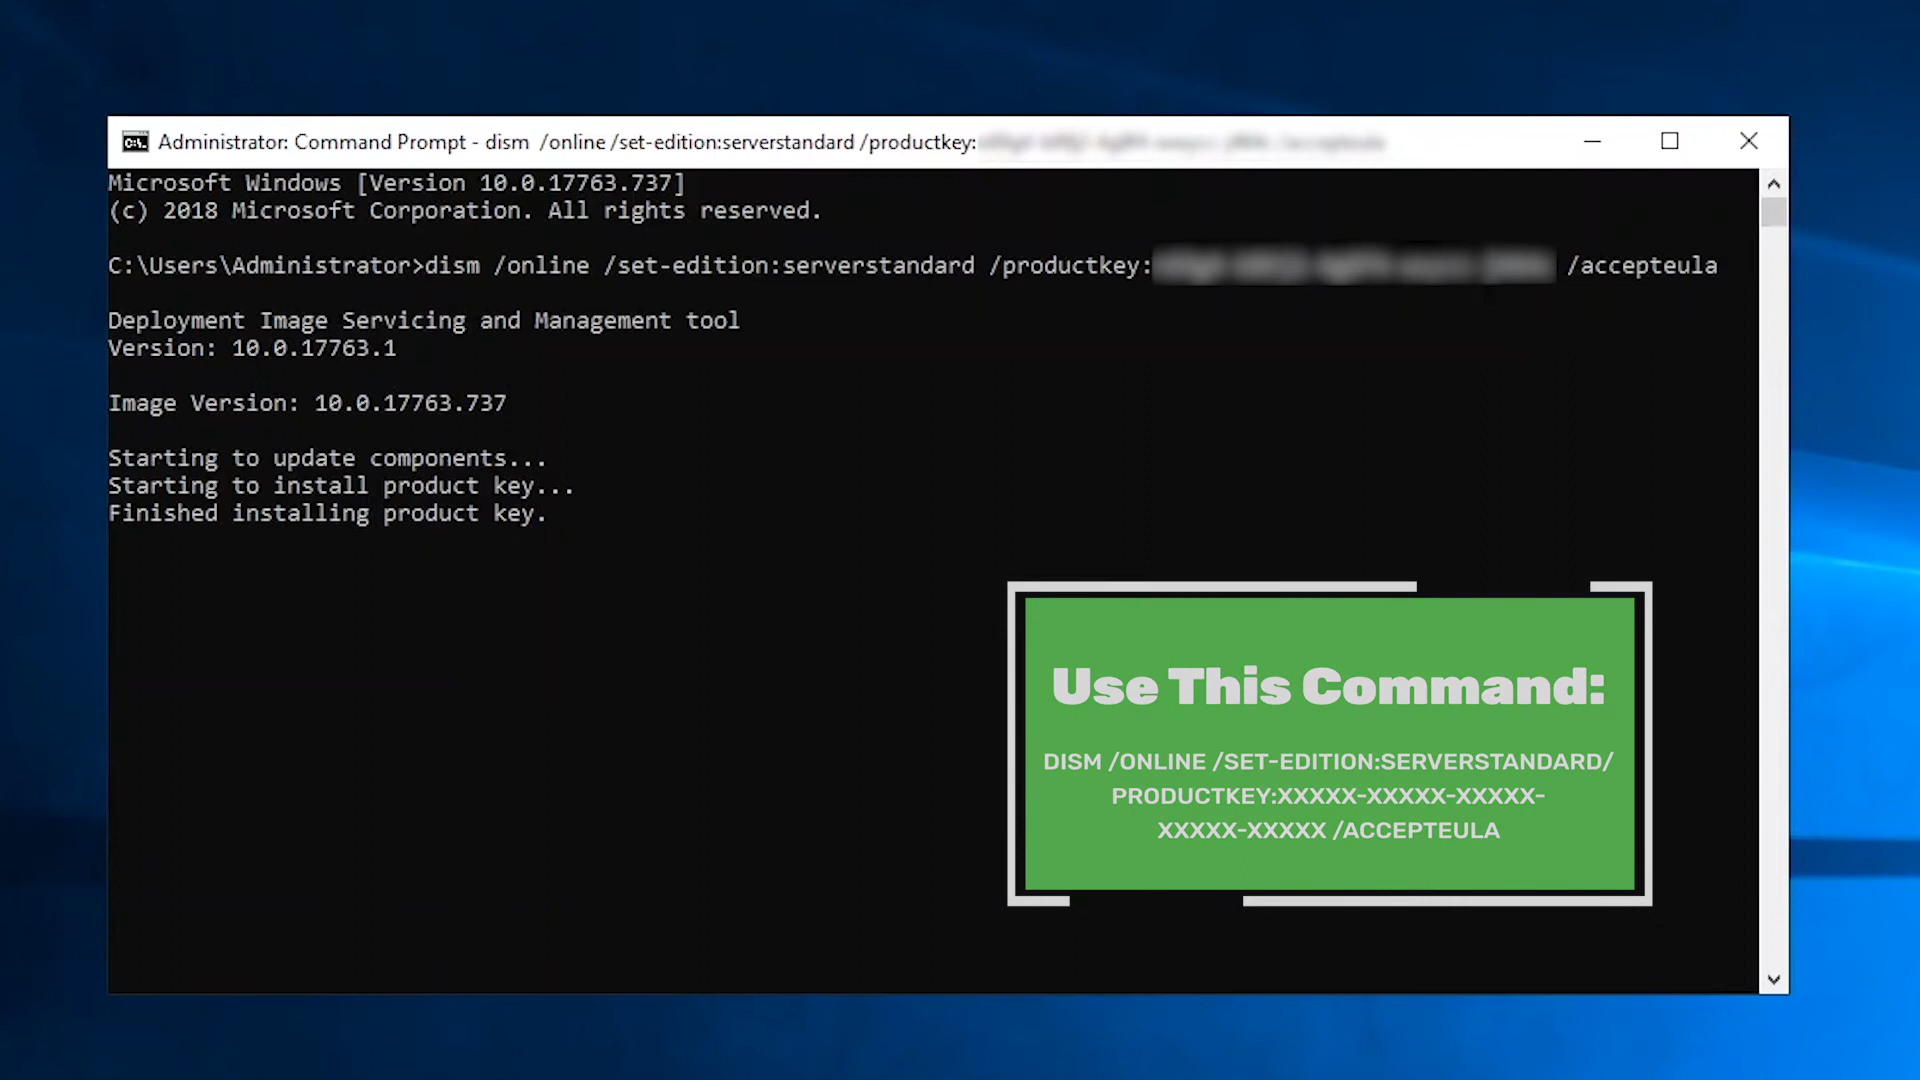 Administrator: Command Prompt - dism  /online /set-edition:serverstandard /productkey:
Microsoft Windows [Version 10.0.17763.737]
(c) 2018 Microsoft Corporation. All rights reserved.
C:\Users\Administrator>dism /online /set-edition:serverstandard /productkey: /accepteula
Deployment Image Servicing and Management tool
Version: 10.0.17763.1
Image Version: 10.0.17763.737
Starting to update components...
Starting to install product key...
Finished installing product key.
Use This Command:
DISM /ONLINE /SET-EDITION:SERVERSTANDARD/
PRODUCTKEY:XXXXX-XXXXX-XXXXX-
XXXXX-XXXXX /ACCEPTEULA